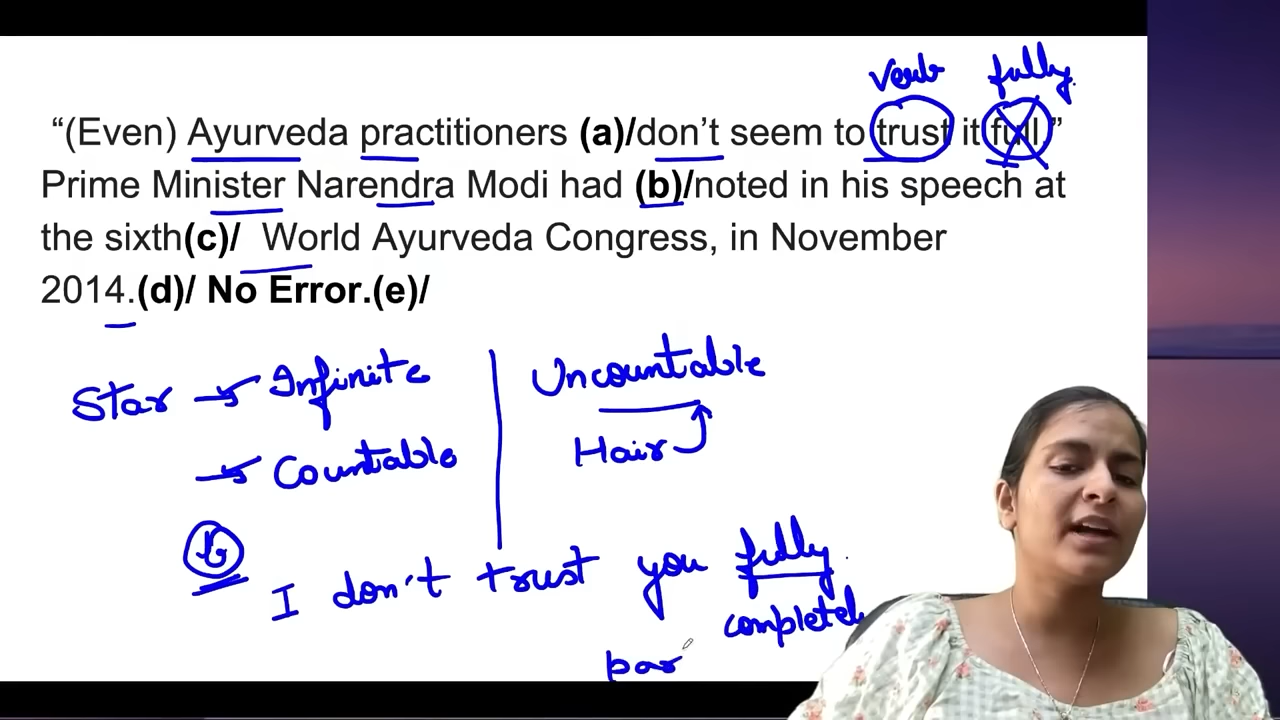 verb fully.
“(Even) Ayurveda practitioners (a)/don’t seem to trust it full,”
Prime Minister Narendra Modi had (b)/noted in his speech at
the sixth(c)/ World Ayurveda Congress, in November
2014.(d)/ No Error.(e)/
Star → Infinite
→ Countable
Uncountable
Hair
b
I don't trust you fully.
completely
par